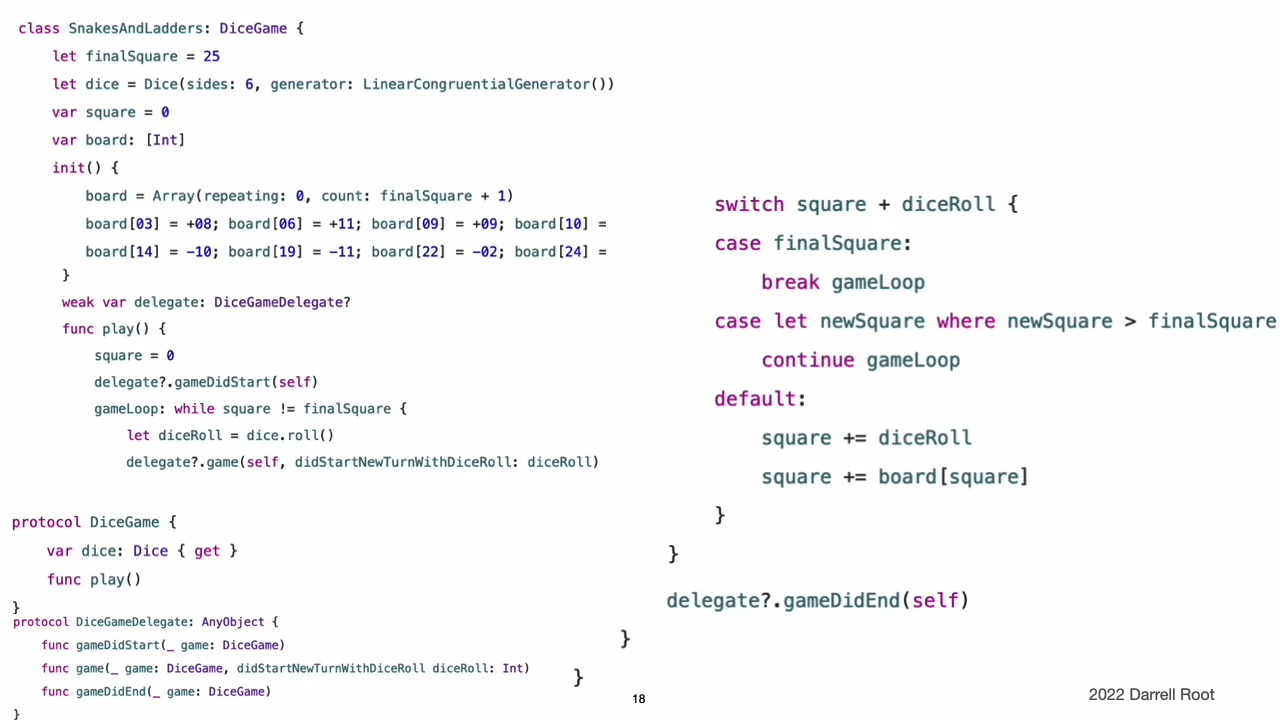 class SnakesAndLadders: DiceGame {
let finalSquare = 25
let dice = Dice(sides: 6, generator: LinearCongruentialGenerator())
var square = 0
var board: [Int]
init() {
board = Array(repeating: 0, count: finalSquare + 1)
board[03] = +08; board[06] = +11; board[09] = +09; board[10] =
board[14] = -10; board[19] = -11; board[22] = -02; board[24] =
}
weak var delegate: DiceGameDelegate?
func play() {
square = 0
delegate?.gameDidStart(self)
gameLoop: while square != finalSquare {
let diceRoll = dice.roll()
delegate?.game(self, didStartNewTurnWithDiceRoll: diceRoll)
protocol DiceGame {
var dice: Dice { get }
func play()
}
protocol DiceGameDelegate: AnyObject {
func gameDidStart(_ game: DiceGame)
func game(_ game: DiceGame, didStartNewTurnWithDiceRoll diceRoll: Int)
func gameDidEnd(_ game: DiceGame)
}
switch square + diceRoll {
case finalSquare:
break gameLoop
case let newSquare where newSquare > finalSquare
continue gameLoop
default:
square += diceRoll
square += board[square]
}
}
delegate?.gameDidEnd(self)
}
}
18
2022 Darrell Root